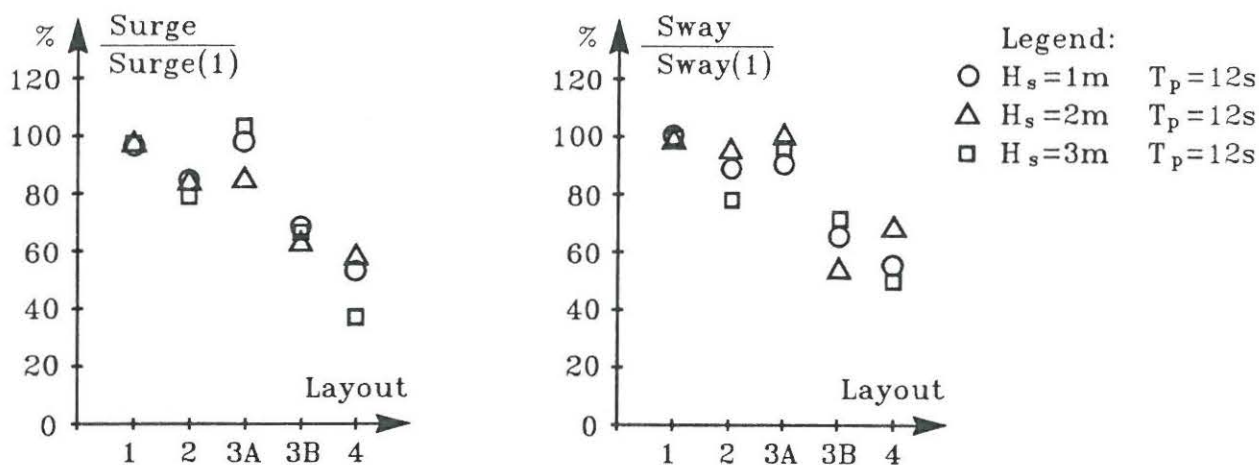 % Surge
Surge(1)
120
100
80
60
40
20
0
Layout
1 2 3A 3B 4
% Sway
Sway(1)
120
100
80
60
40
20
0
Layout
1 2 3A 3B 4
Legend:
Hs=1m Tp=12s
Hs=2m Tp=12s
Hs=3m Tp=12s